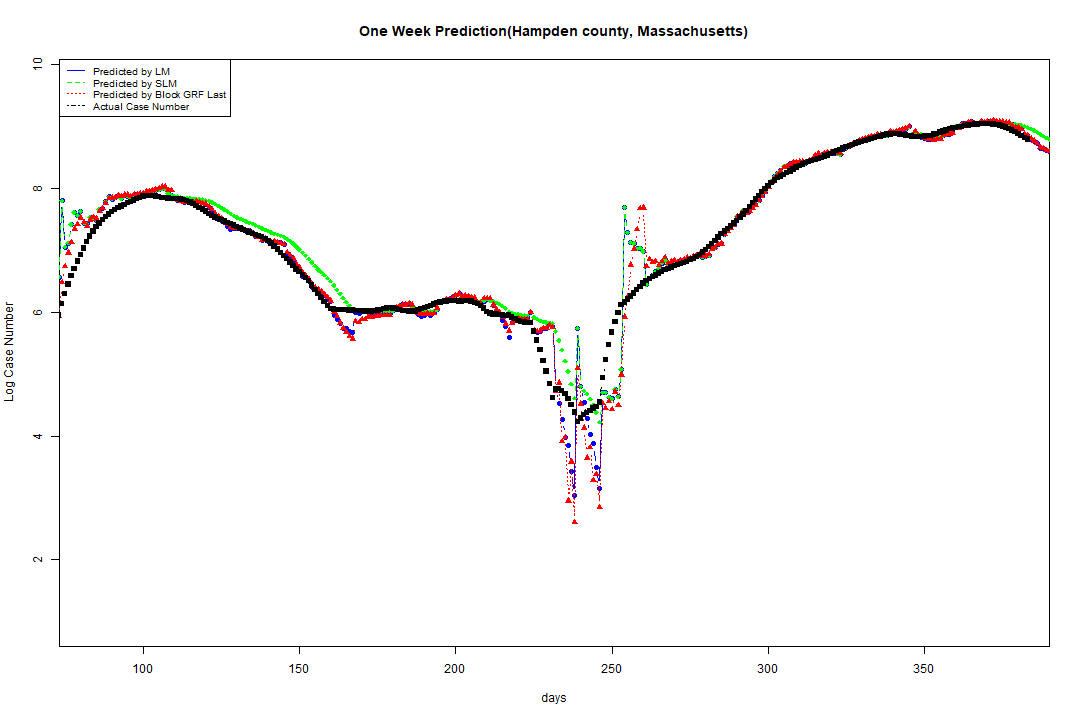 One Week Prediction(Hampden county, Massachusetts)
Predicted by LM
Predicted by SLM
Predicted by Block GRF Last
Actual Case Number
Log Case Number
10
8
6
4
2
100 150 200 250 300 350
days